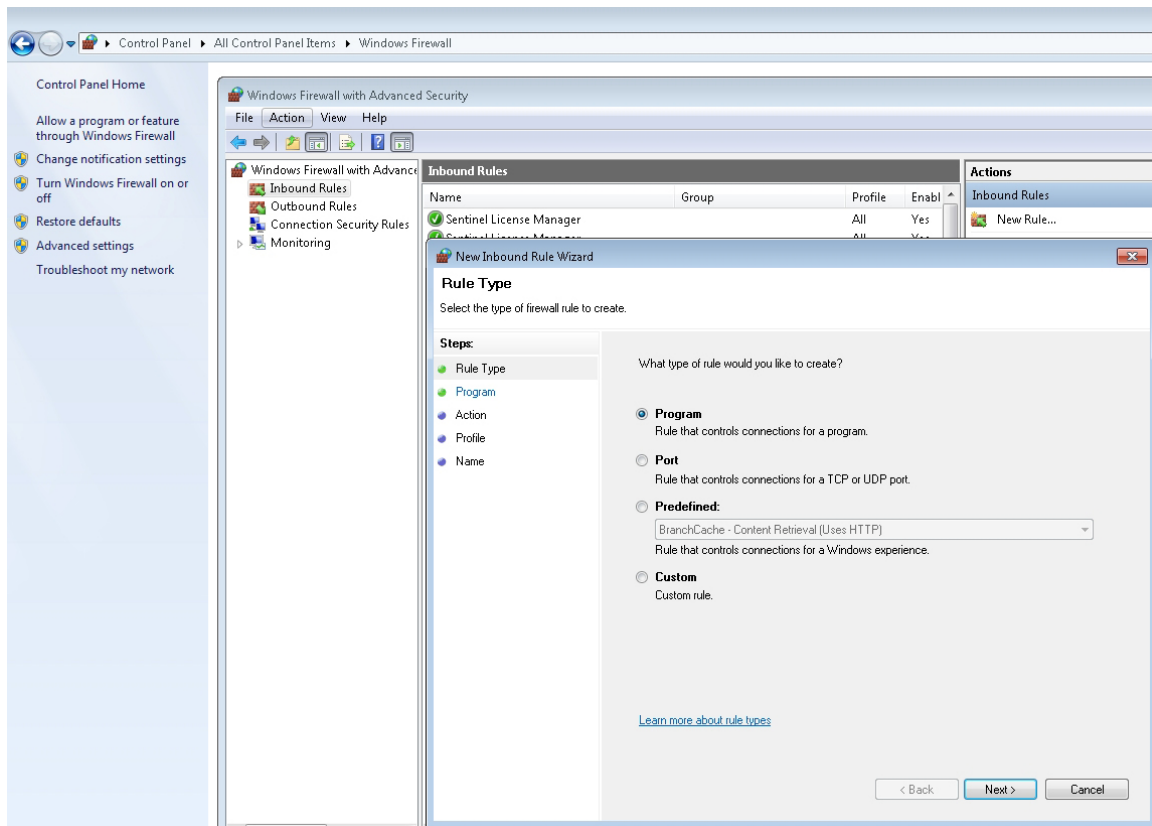 Control Panel ▸ All Control Panel Items ▸ Windows Firewall
Control Panel Home
Allow a program or feature
through Windows Firewall
Change notification settings
Turn Windows Firewall on or
off
Restore defaults
Advanced settings
Troubleshoot my network
Windows Firewall with Advanced Security
File Action View Help
Windows Firewall with Advance
Inbound Rules
Outbound Rules
Connection Security Rules
Monitoring
Inbound Rules
Name Group Profile Enabl
Sentinel License Manager All Yes
Sentinel License Manager All Yes
Actions
Inbound Rules
New Rule...
New Inbound Rule Wizard
Rule Type
Select the type of firewall rule to create.
Steps:
Rule Type
Program
Action
Profile
Name
What type of rule would you like to create?
Program
Rule that controls connections for a program.
Port
Rule that controls connections for a TCP or UDP port.
Predefined:
BranchCache - Content Retrieval (Uses HTTP)
Rule that controls connections for a Windows experience.
Custom
Custom rule.
Learn more about rule types
< Back Next > Cancel